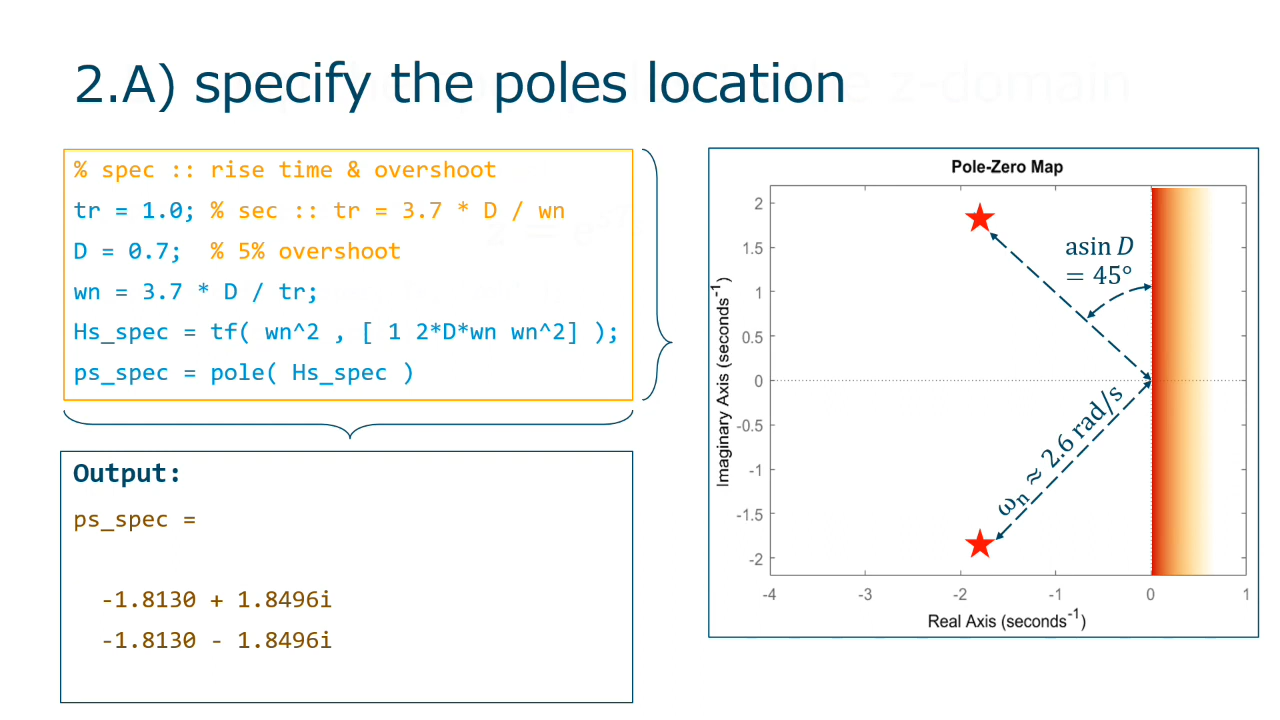 2.A) specify the poles location
% spec :: rise time & overshoot
tr = 1.0; % sec :: tr = 3.7 * D / wn
D = 0.7;  % 5% overshoot
wn = 3.7 * D / tr;
Hs_spec = tf( wn^2 , [ 1 2*D*wn wn^2] );
ps_spec = pole( Hs_spec )
Output:
ps_spec =
-1.8130 + 1.8496i
-1.8130 - 1.8496i
Pole-Zero Map
asin D
= 45°
ωn ≈ 2.6 rad/s
Imaginary Axis (seconds-1)
2
1.5
1
0.5
0
-0.5
-1
-1.5
-2
-4 -3 -2 -1 0 1
Real Axis (seconds-1)